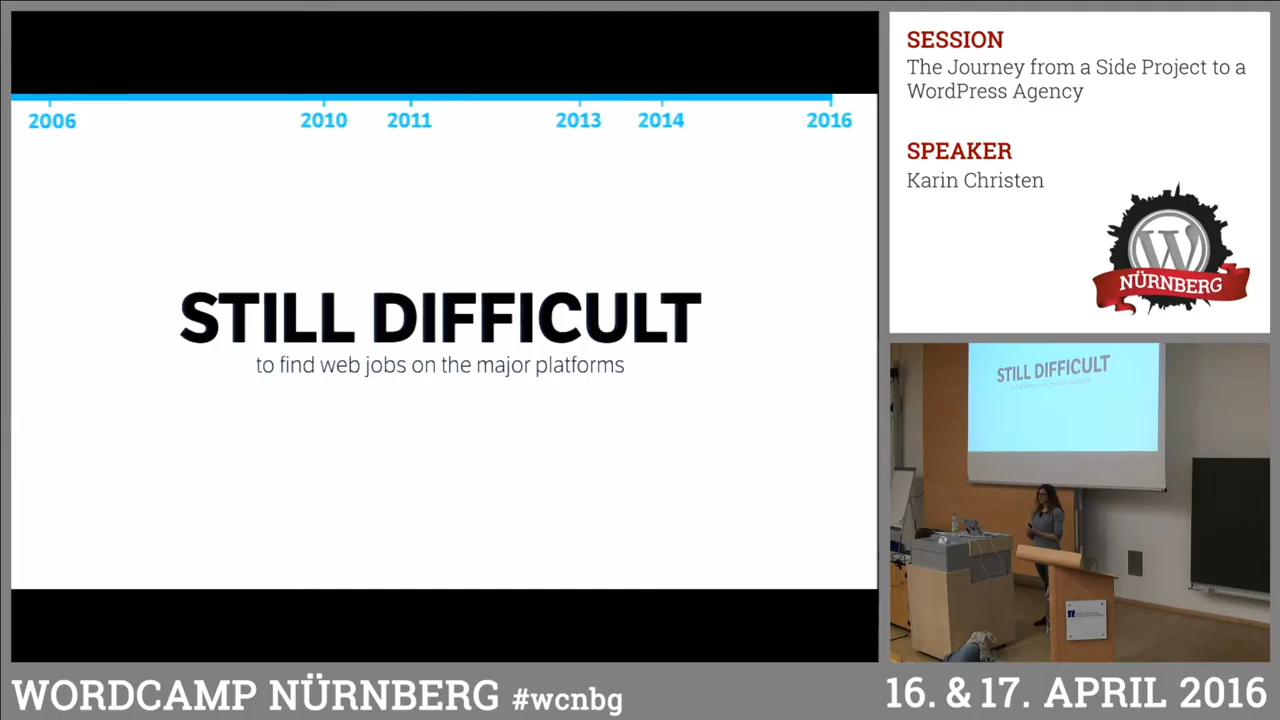 2006 2010 2011 2013 2014 2016
STILL DIFFICULT
to find web jobs on the major platforms
SESSION
The Journey from a Side Project to a
WordPress Agency
SPEAKER
Karin Christen
W
NÜRNBERG
STILL DIFFICULT
WORDCAMP NÜRNBERG #wcnbg
16. & 17. APRIL 2016